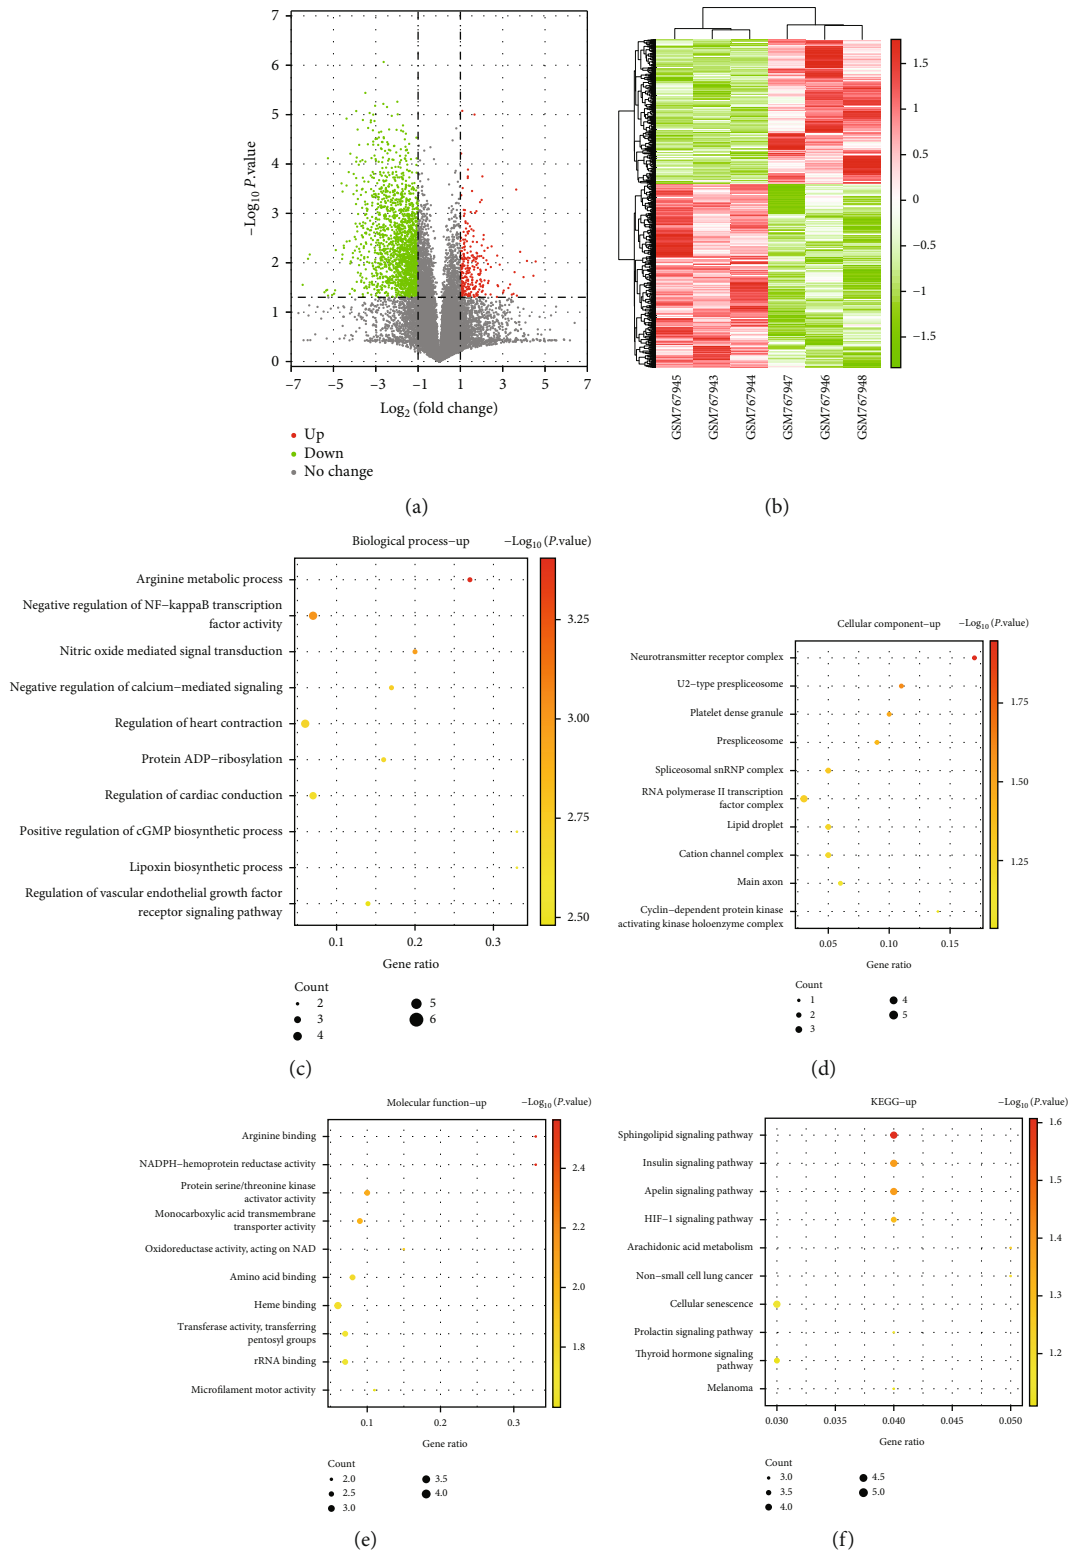 7
6
5
4
3
2
1
0
−Log10 P.value
−7
−5
−3
−1
1
3
5
7
Log2 (fold change)
Up
Down
No change
(a)
1.5
1
0.5
0
−0.5
−1
−1.5
GSM767945
GSM767943
GSM767944
GSM767947
GSM767946
GSM767948
(b)
Biological process−up
−Log10 (P.value)
Arginine metabolic process
Negative regulation of NF−kappaB transcription
factor activity
Nitric oxide mediated signal transduction
Negative regulation of calcium−mediated signaling
Regulation of heart contraction
Protein ADP−ribosylation
Regulation of cardiac conduction
Positive regulation of cGMP biosynthetic process
Lipoxin biosynthetic process
Regulation of vascular endothelial growth factor
receptor signaling pathway
3.25
3.00
2.75
2.50
0.1
0.2
0.3
Gene ratio
Count
2
3
4
5
6
(c)
Cellular component−up
−Log10 (P.value)
Neurotransmitter receptor complex
U2−type prespliceosome
Platelet dense granule
Prespliceosome
Spliceosomal snRNP complex
RNA polymerase II transcription
factor complex
Lipid droplet
Cation channel complex
Main axon
Cyclin−dependent protein kinase
activating kinase holoenzyme complex
1.75
1.50
1.25
0.05
0.10
0.15
Gene ratio
Count
1
2
3
4
5
(d)
Molecular function−up
−Log10 (P.value)
Arginine binding
NADPH−hemoprotein reductase activity
Protein serine/threonine kinase
activator activity
Monocarboxylic acid transmembrane
transporter activity
Oxidoreductase activity, acting on NAD
Amino acid binding
Heme binding
Transferase activity, transferring
pentosyl groups
rRNA binding
Microfilament motor activity
2.4
2.2
2.0
1.8
0.1
0.2
0.3
Gene ratio
Count
2.0
2.5
3.0
3.5
4.0
(e)
KEGG−up
−Log10 (P.value)
Sphingolipid signaling pathway
Insulin signaling pathway
Apelin signaling pathway
HIF−1 signaling pathway
Arachidonic acid metabolism
Non−small cell lung cancer
Cellular senescence
Prolactin signaling pathway
Thyroid hormone signaling
pathway
Melanoma
1.6
1.5
1.4
1.3
1.2
0.030
0.035
0.040
0.045
0.050
Gene ratio
Count
3.0
3.5
4.0
4.5
5.0
(f)